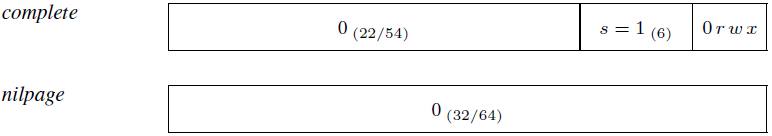 complete 0 (22/54) s = 1 (6) 0 r w x
nilpage 0 (32/64)